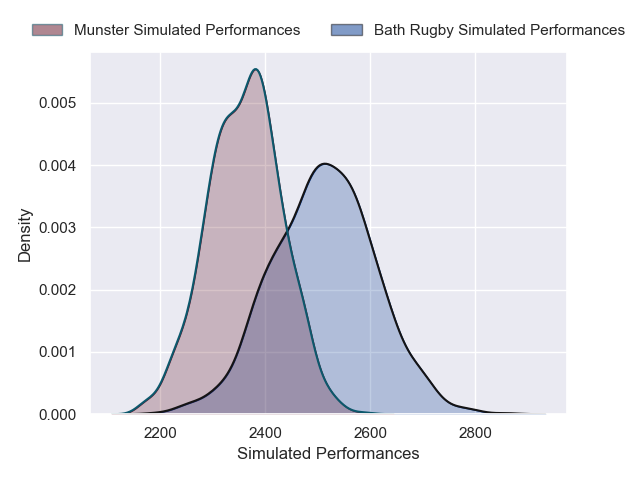 Munster Simulated Performances
Bath Rugby Simulated Performances
0.005
0.004
0.003
0.002
0.001
0.000
Density
2200
2400
2600
2800
Simulated Performances